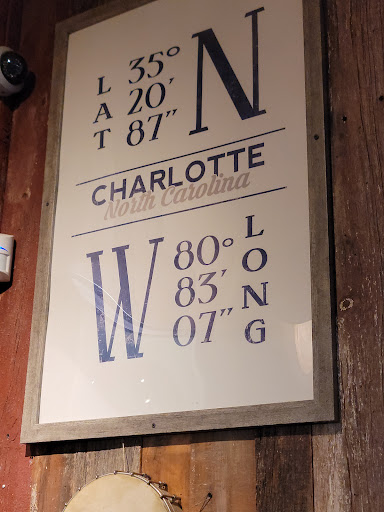 LAT 35° 20′ 87″ N
CHARLOTTE
North Carolina
W 80° 83′ 07″ LONG